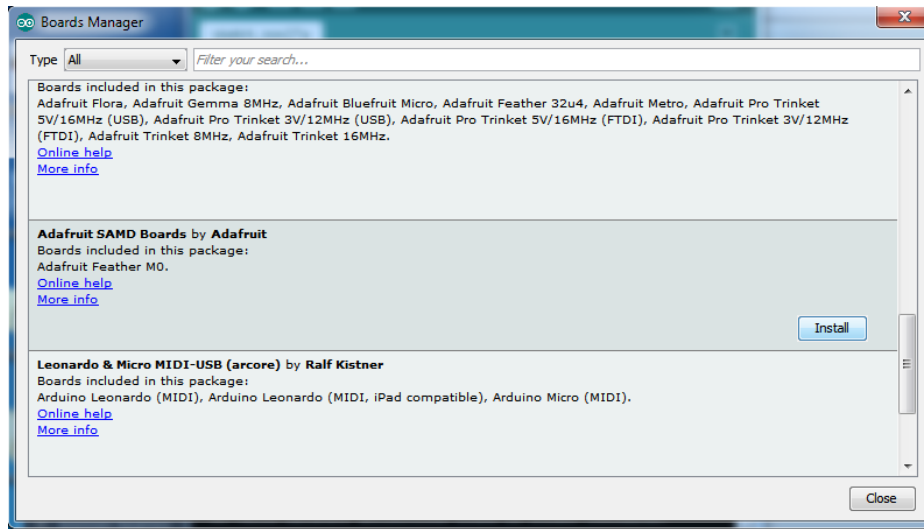 Boards Manager
Type All Filter your search...
Boards included in this package:
Adafruit Flora, Adafruit Gemma 8MHz, Adafruit Bluefruit Micro, Adafruit Feather 32u4, Adafruit Metro, Adafruit Pro Trinket
5V/16MHz (USB), Adafruit Pro Trinket 3V/12MHz (USB), Adafruit Pro Trinket 5V/16MHz (FTDI), Adafruit Pro Trinket 3V/12MHz
(FTDI), Adafruit Trinket 8MHz, Adafruit Trinket 16MHz.
Online help
More info
Adafruit SAMD Boards by Adafruit
Boards included in this package:
Adafruit Feather M0.
Online help
More info
Install
Leonardo & Micro MIDI-USB (arcore) by Ralf Kistner
Boards included in this package:
Arduino Leonardo (MIDI), Arduino Leonardo (MIDI, iPad compatible), Arduino Micro (MIDI).
Online help
More info
Close